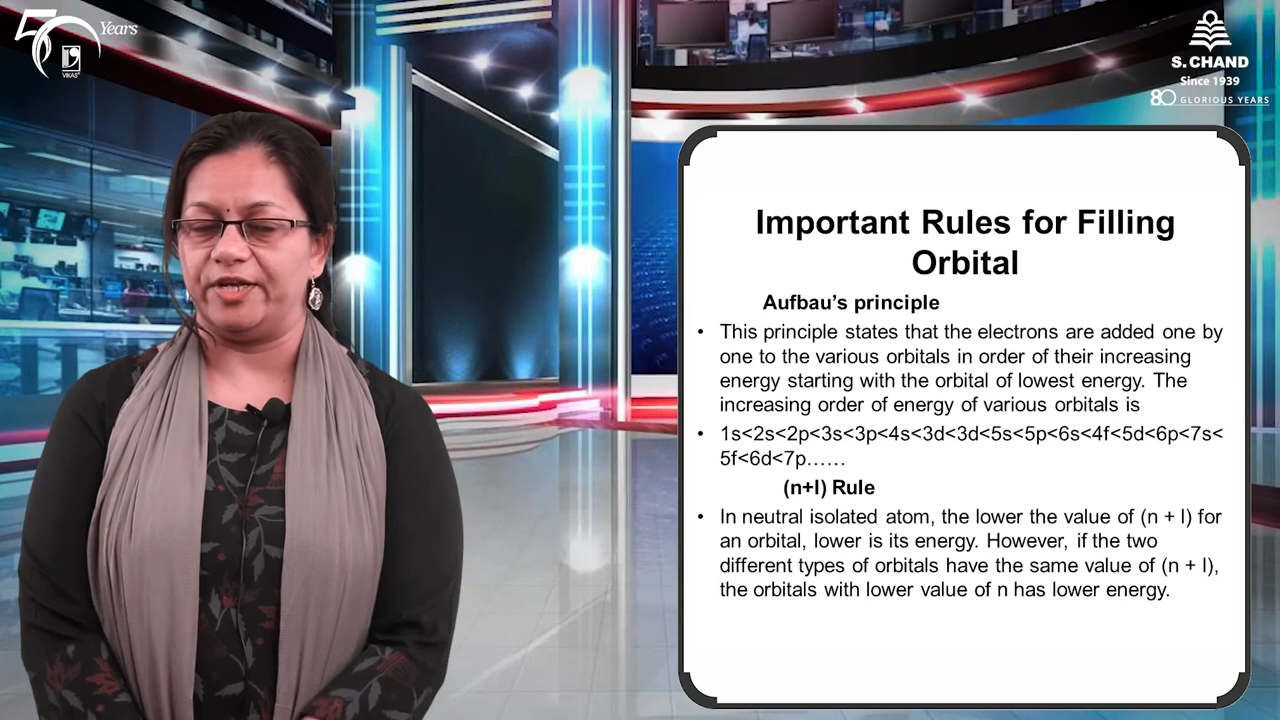 50 Years
VIKAS®
S. CHAND
Since 1939
80 GLORIOUS YEARS
Important Rules for Filling
Orbital
Aufbau’s principle
• This principle states that the electrons are added one by
one to the various orbitals in order of their increasing
energy starting with the orbital of lowest energy. The
increasing order of energy of various orbitals is
• 1s<2s<2p<3s<3p<4s<3d<3d<5s<5p<6s<4f<5d<6p<7s<
5f<6d<7p……
(n+l) Rule
• In neutral isolated atom, the lower the value of (n + l) for
an orbital, lower is its energy. However, if the two
different types of orbitals have the same value of (n + l),
the orbitals with lower value of n has lower energy.